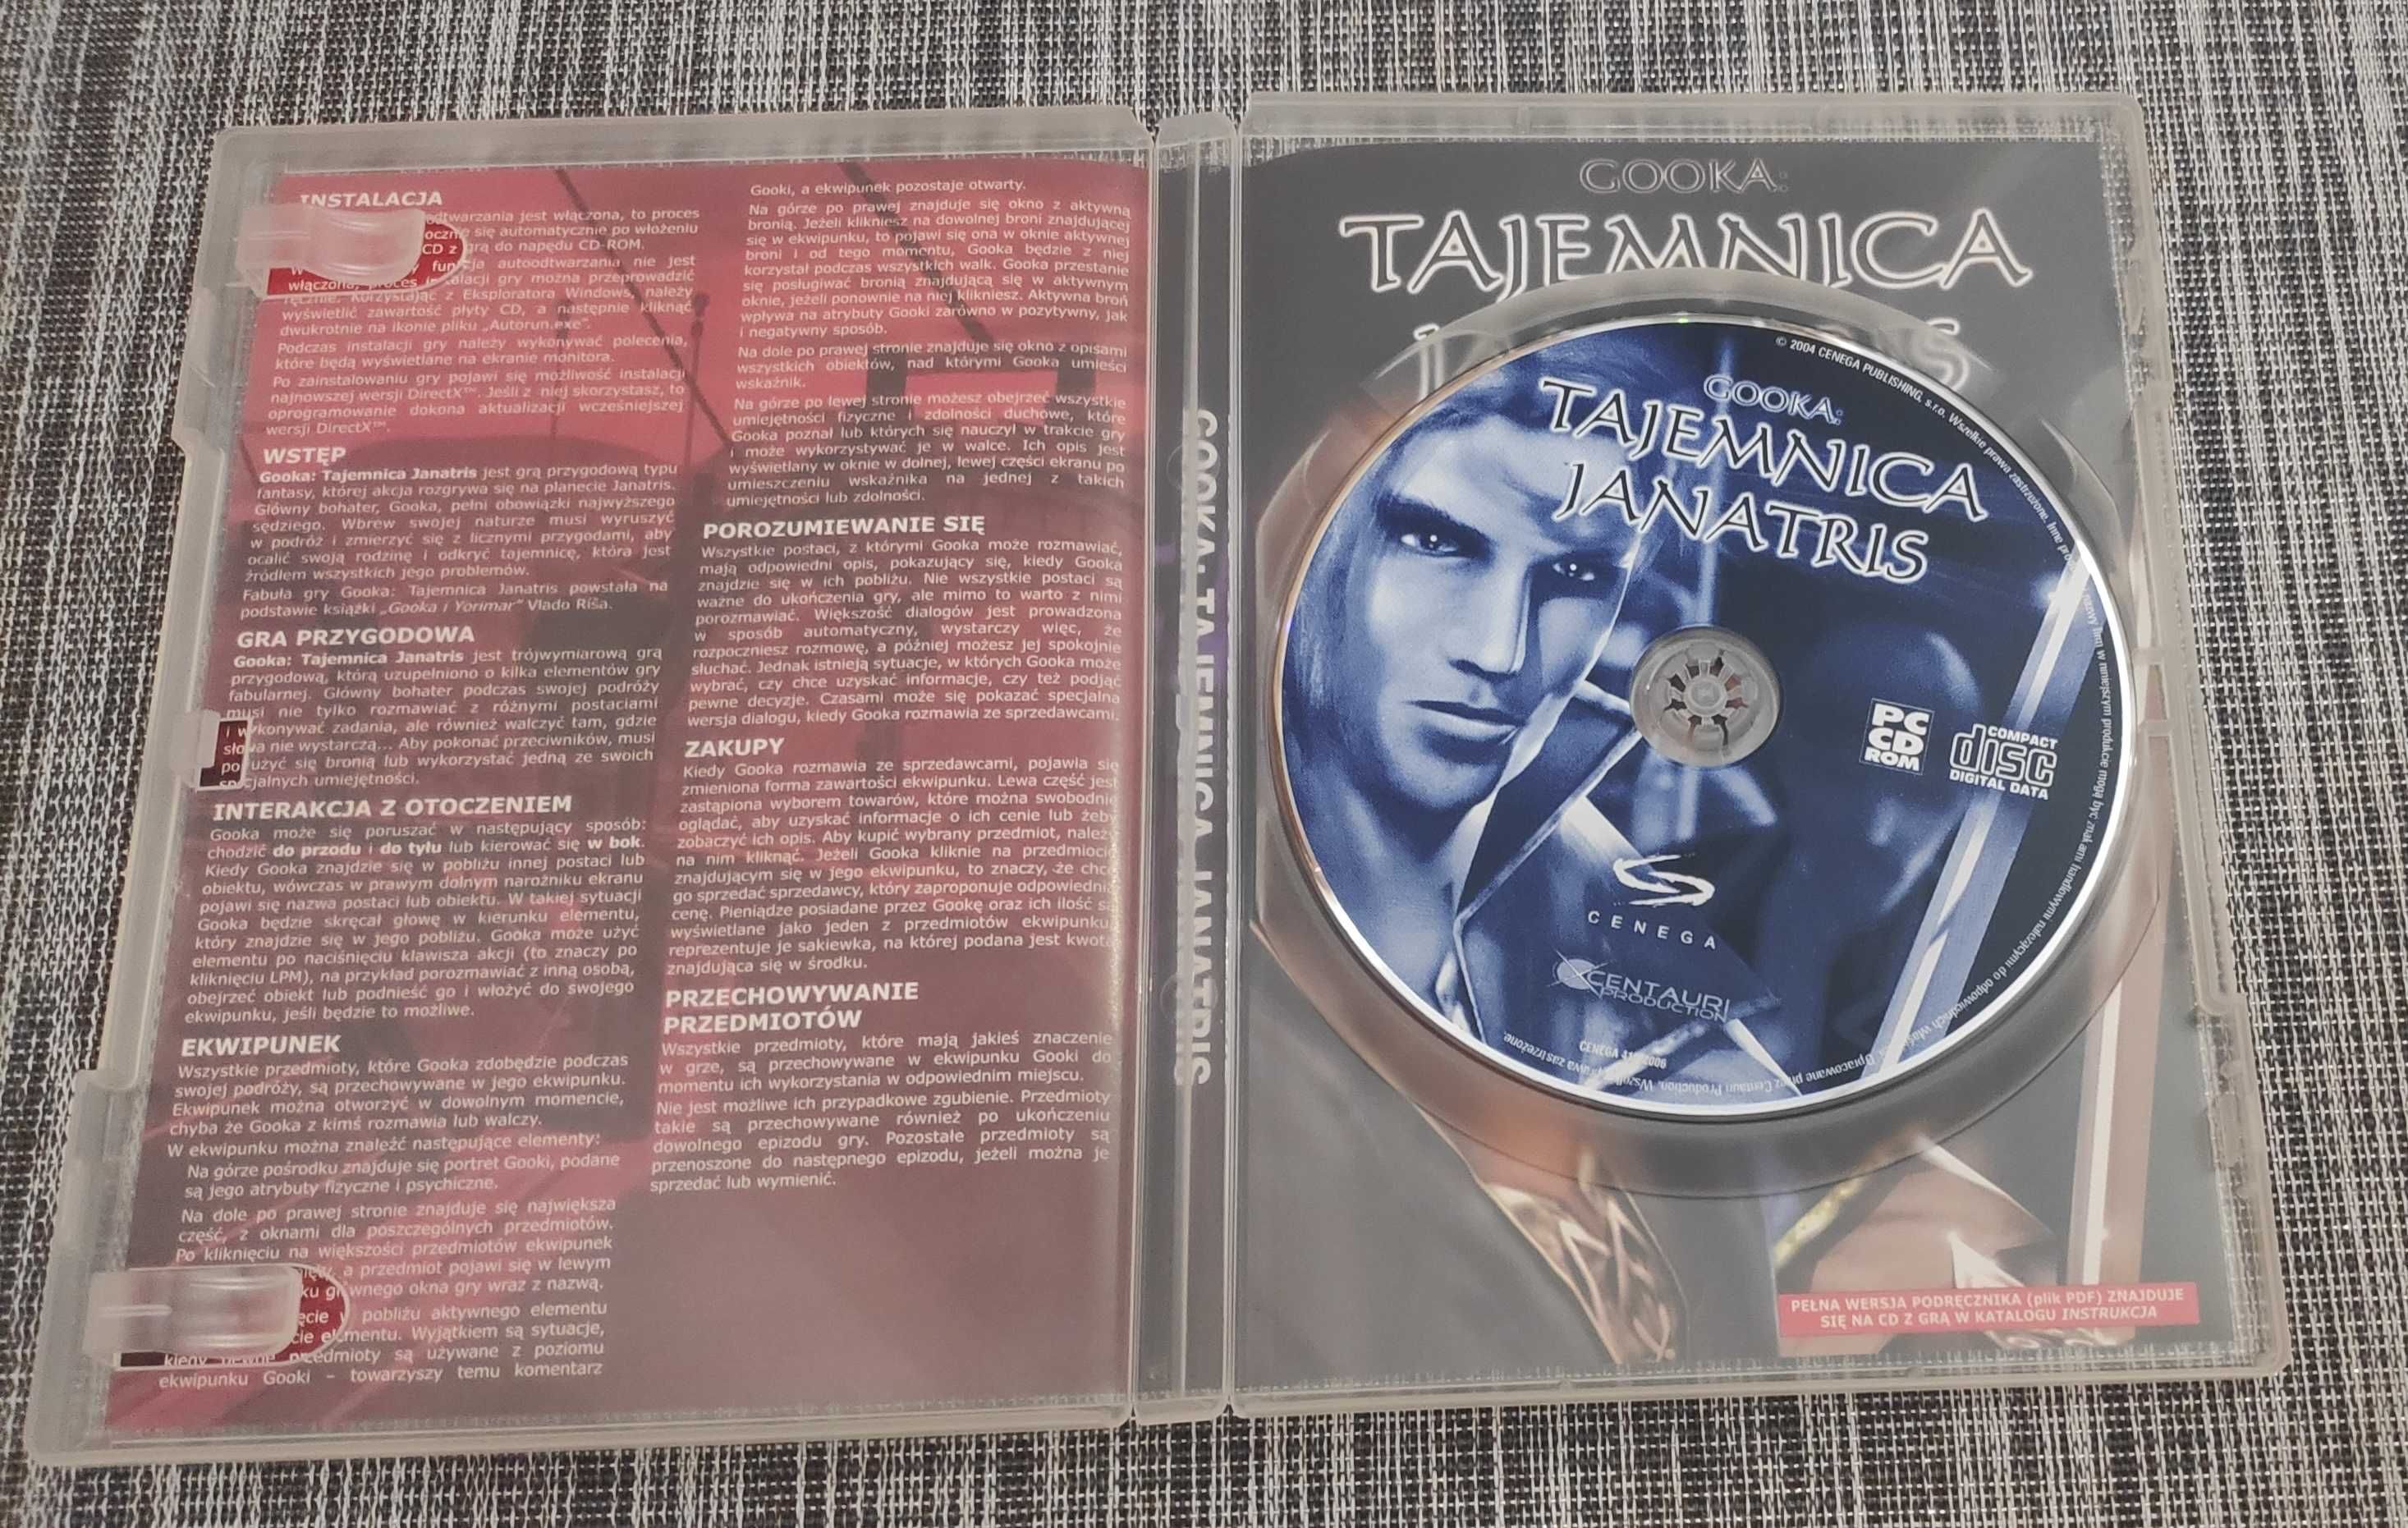 INSTALACJA
odtwarzania jest włączona, to proces
się automatycznie po włożeniu
CD z grą do napędu CD-ROM.
funkcja autoodtwarzania nie jest
włączona, proces instalacji gry można przeprowadzić
ręcznie. Korzystając z Eksploratora Windows, należy
wyświetlić zawartość płyty CD, a następnie kliknąć
dwukrotnie na ikonie pliku „Autorun.exe”.
Podczas instalacji gry należy wykonywać polecenia,
które będą wyświetlane na ekranie monitora.
Po zainstalowaniu gry pojawi się możliwość instalacji
najnowszej wersji DirectX™. Jeśli z niej skorzystasz, to
oprogramowanie dokona aktualizacji wcześniejszej
wersji DirectX™.
WSTĘP
Gooka: Tajemnica Janatris jest grą przygodową typu
fantasy, której akcja rozgrywa się na planecie Janatris.
Główny bohater, Gooka, pełni obowiązki najwyższego
sędziego. Wbrew swojej naturze musi wyruszyć
w podróż i zmierzyć się z licznymi przygodami, aby
ocalić swoją rodzinę i odkryć tajemnicę, która jest
źródłem wszystkich jego problemów.
Fabuła gry Gooka: Tajemnica Janatris powstała na
podstawie książki „Gooka i Yorimar” Vlado Ríša.
GRA PRZYGODOWA
Gooka: Tajemnica Janatris jest trójwymiarową grą
przygodową, którą uzupełniono o kilka elementów gry
fabularnej. Główny bohater podczas swojej podróży
musi nie tylko rozmawiać z różnymi postaciami
i wykonywać zadania, ale również walczyć tam, gdzie
słowa nie wystarczą... Aby pokonać przeciwników, musi
posłużyć się bronią lub wykorzystać jedną ze swoich
specjalnych umiejętności.
INTERAKCJA Z OTOCZENIEM
Gooka może się poruszać w następujący sposób:
chodzić do przodu i do tyłu lub kierować się w bok.
Kiedy Gooka znajdzie się w pobliżu innej postaci lub
obiektu, wówczas w prawym dolnym narożniku ekranu
pojawi się nazwa postaci lub obiektu. W takiej sytuacji
Gooka będzie skręcał głowę w kierunku elementu,
który znajdzie się w jego pobliżu. Gooka może użyć
elementu po naciśnięciu klawisza akcji (to znaczy po
kliknięciu LPM), na przykład porozmawiać z inną osobą,
obejrzeć obiekt lub podnieść go i włożyć do swojego
ekwipunku, jeśli będzie to możliwe.
EKWIPUNEK
Wszystkie przedmioty, które Gooka zdobędzie podczas
swojej podróży, są przechowywane w jego ekwipunku.
Ekwipunek można otworzyć w dowolnym momencie,
chyba że Gooka z kimś rozmawia lub walczy.
W ekwipunku można znaleźć następujące elementy:
Na górze pośrodku znajduje się portret Gooki, podane
są jego atrybuty fizyczne i psychiczne.
Na dole po prawej stronie znajduje się największa
część, z oknami dla poszczególnych przedmiotów.
Po kliknięciu na większości przedmiotów ekwipunek
a przedmiot pojawi się w lewym
głównego okna gry wraz z nazwą.
pobliżu aktywnego elementu
elementu. Wyjątkiem są sytuacje,
kiedy pewne przedmioty są używane z poziomu
ekwipunku Gooki – towarzyszy temu komentarz
Gooki, a ekwipunek pozostaje otwarty.
Na górze po prawej znajduje się okno z aktywną
bronią. Jeżeli klikniesz na dowolnej broni znajdującej
się w ekwipunku, to pojawi się ona w oknie aktywnej
broni i od tego momentu, Gooka będzie z niej
korzystał podczas wszystkich walk. Gooka przestanie
się posługiwać bronią znajdującą się w aktywnym
oknie, jeżeli ponownie na niej klikniesz. Aktywna broń
wpływa na atrybuty Gooki zarówno w pozytywny, jak
i negatywny sposób.
Na dole po prawej stronie znajduje się okno z opisami
wszystkich obiektów, nad którymi Gooka umieści
wskaźnik.
Na górze po lewej stronie możesz obejrzeć wszystkie
umiejętności fizyczne i zdolności duchowe, które
Gooka poznał lub których się nauczył w trakcie gry
i może wykorzystywać je w walce. Ich opis jest
wyświetlany w oknie w dolnej, lewej części ekranu po
umieszczeniu wskaźnika na jednej z takich
umiejętności lub zdolności.
POROZUMIEWANIE SIĘ
Wszystkie postaci, z którymi Gooka może rozmawiać,
mają odpowiedni opis, pokazujący się, kiedy Gooka
znajdzie się w ich pobliżu. Nie wszystkie postaci są
ważne do ukończenia gry, ale mimo to warto z nimi
porozmawiać. Większość dialogów jest prowadzona
w sposób automatyczny, wystarczy więc, że
rozpoczniesz rozmowę, a później możesz jej spokojnie
słuchać. Jednak istnieją sytuacje, w których Gooka może
wybrać, czy chce uzyskać informacje, czy też podjąć
pewne decyzje. Czasami może się pokazać specjalna
wersja dialogu, kiedy Gooka rozmawia ze sprzedawcami.
ZAKUPY
Kiedy Gooka rozmawia ze sprzedawcami, pojawia się
zmieniona forma zawartości ekwipunku. Lewa część jest
zastąpiona wyborem towarów, które można swobodnie
oglądać, aby uzyskać informacje o ich cenie lub żeby
zobaczyć ich opis. Aby kupić wybrany przedmiot, należy
na nim kliknąć. Jeżeli Gooka kliknie na przedmiocie
znajdującym się w jego ekwipunku, to znaczy, że chce
go sprzedać sprzedawcy, który zaproponuje odpowiednią
cenę. Pieniądze posiadane przez Gookę oraz ich ilość są
wyświetlane jako jeden z przedmiotów ekwipunku,
reprezentuje je sakiewka, na której podana jest kwota
znajdująca się w środku.
PRZECHOWYWANIE
PRZEDMIOTÓW
Wszystkie przedmioty, które mają jakieś znaczenie
w grze, są przechowywane w ekwipunku Gooki do
momentu ich wykorzystania w odpowiednim miejscu.
Nie jest możliwe ich przypadkowe zgubienie. Przedmioty
takie są przechowywane również po ukończeniu
dowolnego epizodu gry. Pozostałe przedmioty są
przenoszone do następnego epizodu, jeżeli można je
sprzedać lub wymienić.
GOOKA: TAJEMNICA JANATRIS
GOOKA:
TAJEMNICA
© 2004 CENEGA PUBLISHING, s.r.o. Wszelkie prawa zastrzeżone.
GOOKA:
TAJEMNICA
JANATRIS
PC
CD
ROM
COMPACT
disc
DIGITAL DATA
CENEGA
CENTAURI
PRODUCTION
PEŁNA WERSJA PODRĘCZNIKA (plik PDF) ZNAJDUJE
SIĘ NA CD Z GRĄ W KATALOGU INSTRUKCJA